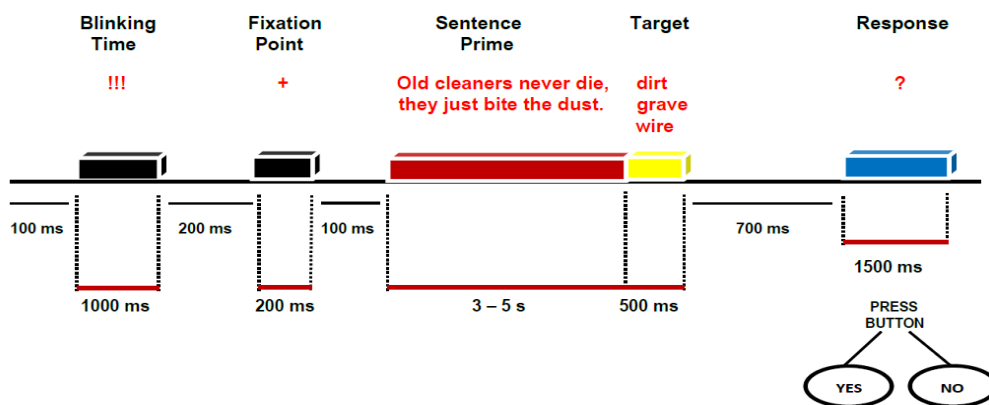 Blinking
Time
Fixation
Point
Sentence
Prime
Target
Response
!!!
+
Old cleaners never die,
they just bite the dust.
dirt
grave
wire
?
100 ms
200 ms
100 ms
700 ms
1000 ms
200 ms
3 – 5 s
500 ms
1500 ms
PRESS
BUTTON
YES
NO